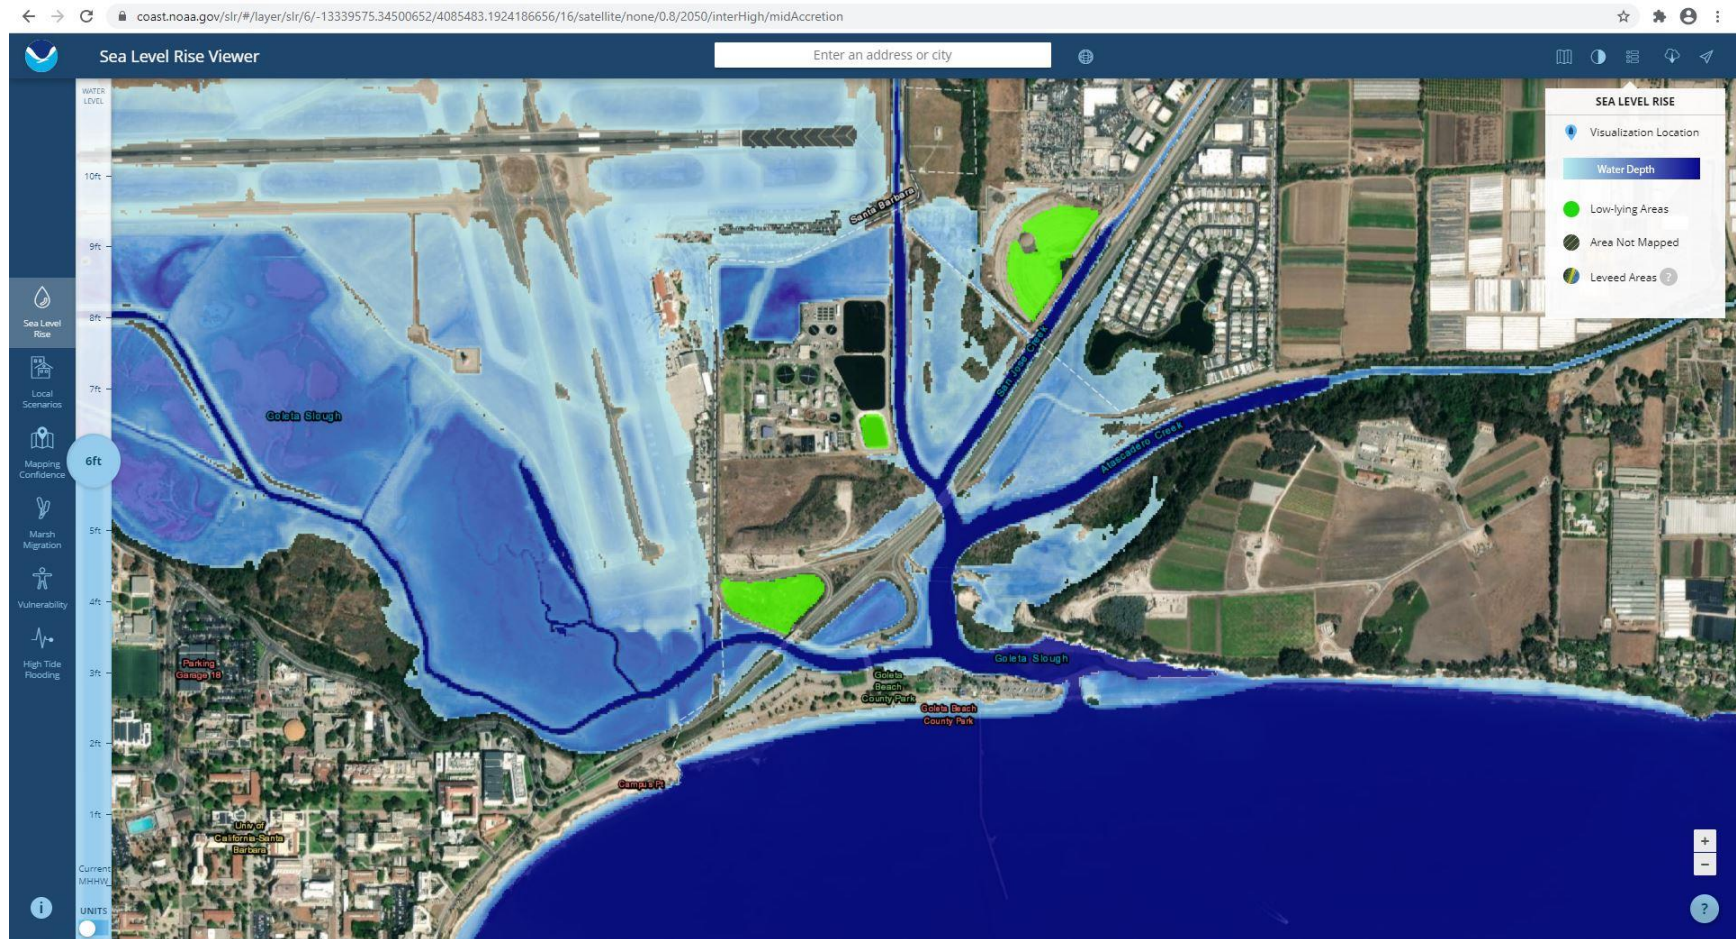 coast.noaa.gov/slr/#/layer/slr/6/-13339575.34500652/4085483.1924186656/16/satellite/none/0.8/2050/interHigh/midAccretion
Sea Level Rise Viewer
Enter an address or city
WATER
LEVEL
10ft
9ft
8ft
7ft
6ft
5ft
4ft
3ft
2ft
1ft
Current
MHHW
UNITS
Sea Level
Rise
Local
Scenarios
Mapping
Confidence
Marsh
Migration
Vulnerability
High Tide
Flooding
i
SEA LEVEL RISE
Visualization Location
Water Depth
Low-lying Areas
Area Not Mapped
Leveed Areas ?
Santa Barbara
San Jose Creek
Atascadero Creek
Goleta Slough
Goleta Slough
Parking
Garage 18
Goleta
Beach
County Park
Goleta Beach
County Park
Campus Pt
Univ of
California-Santa
Barbara
+
−
?